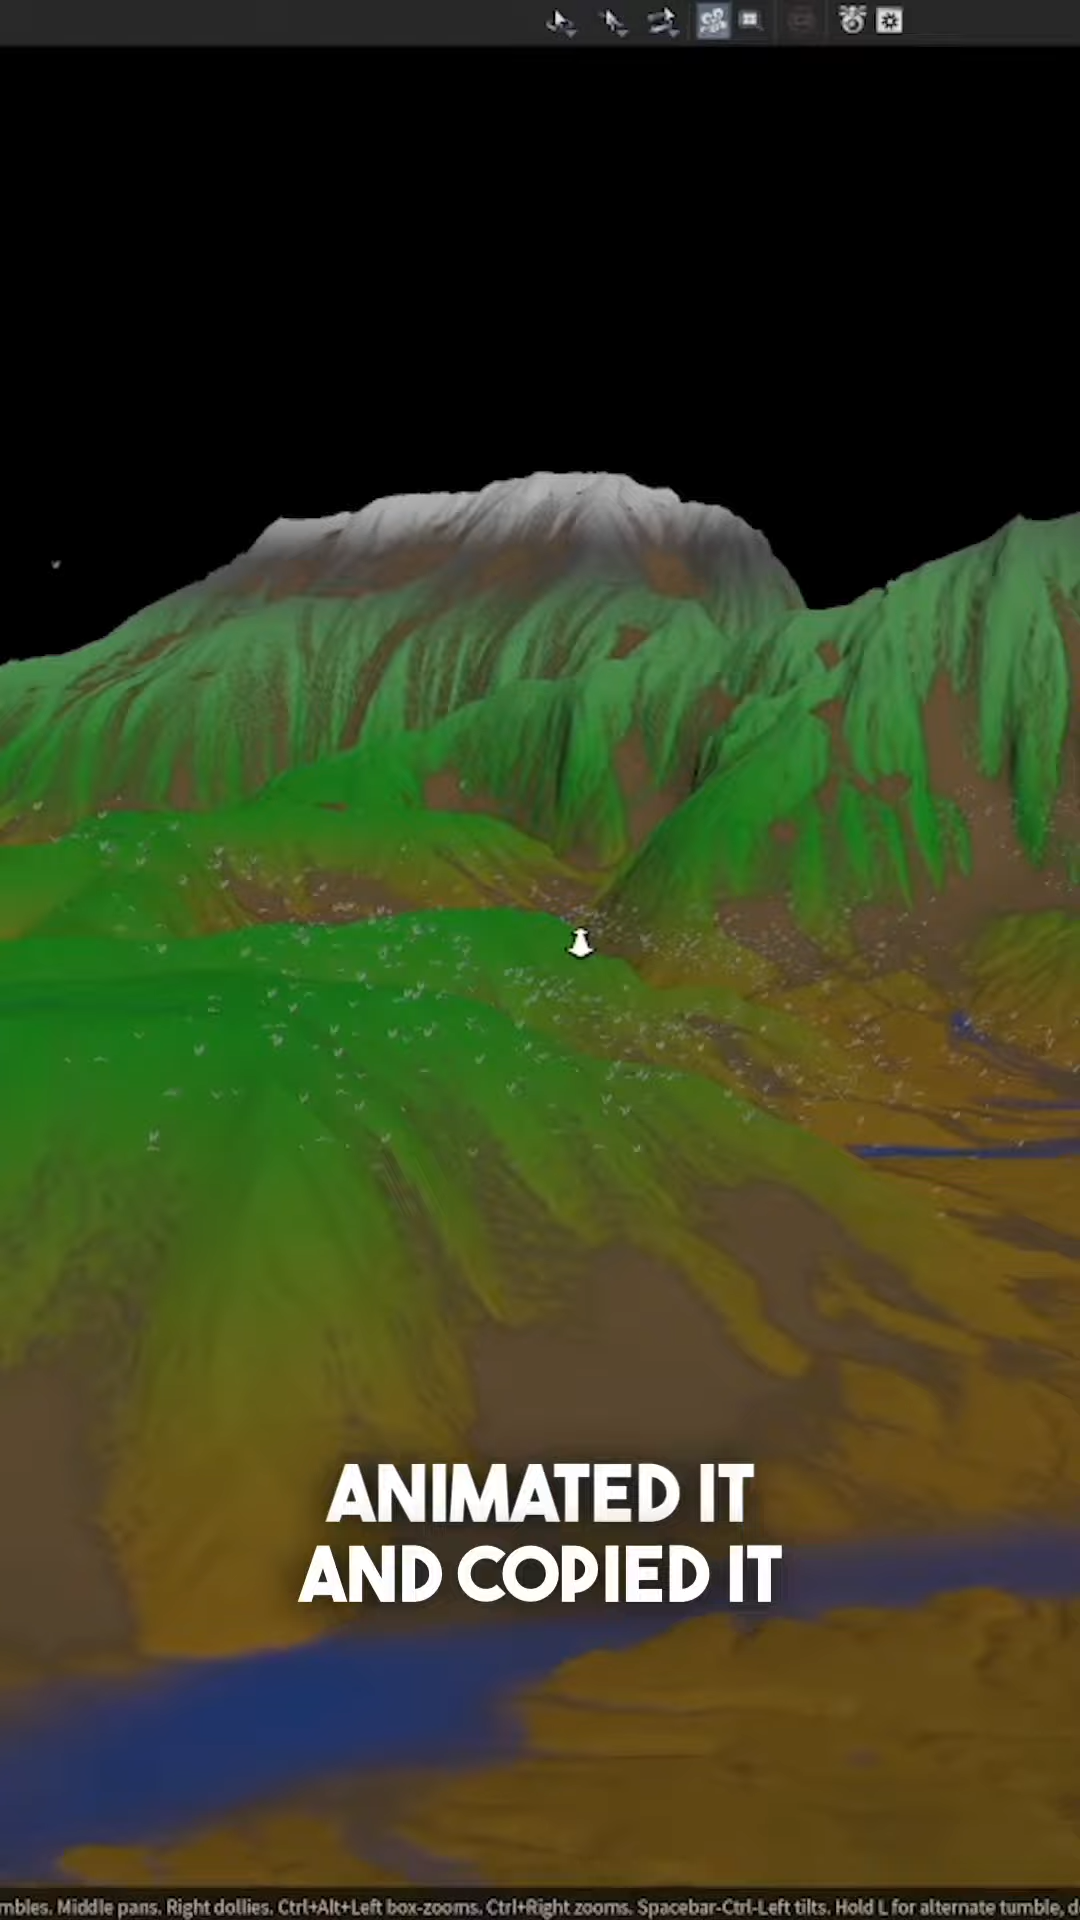 ANIMATED IT
AND COPIED IT
mbles. Middle pans. Right dollies. Ctrl+Alt+Left box-zooms. Ctrl+Right zooms. Spacebar-Ctrl-Left tilts. Hold L for alternate tumble, d